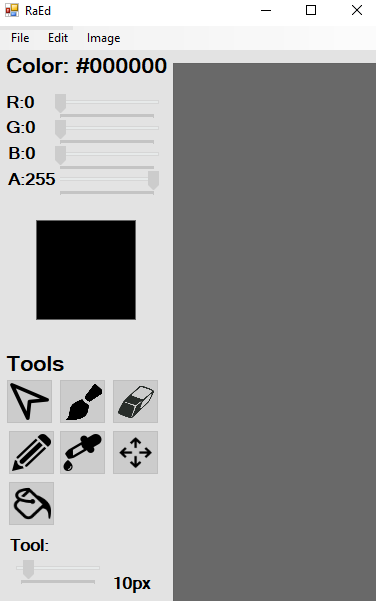 RaEd
File Edit Image
Color: #000000
R:0
G:0
B:0
A:255
Tools
Tool:
10px